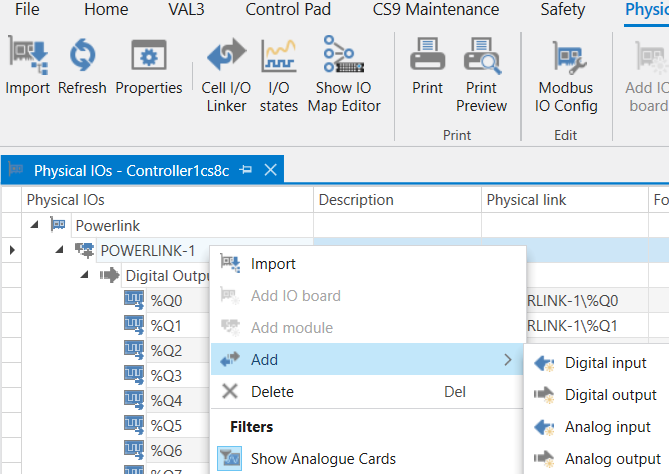 File Home VAL3 Control Pad CS9 Maintenance Safety Physic
Import Refresh Properties Cell I/O Linker I/O states Show IO Map Editor Print Print Preview Modbus IO Config Add IO board
Print Edit
Physical IOs - Controller1cs8c
Physical IOs Description Physical link Fo
Powerlink
POWERLINK-1
Digital Outpu
%Q0 RLINK-1\%Q0
%Q1 RLINK-1\%Q1
%Q2
%Q3
%Q4
%Q5
%Q6
%Q7
Import
Add IO board
Add module
Add
Delete Del
Filters
Show Analogue Cards
Digital input
Digital output
Analog input
Analog output